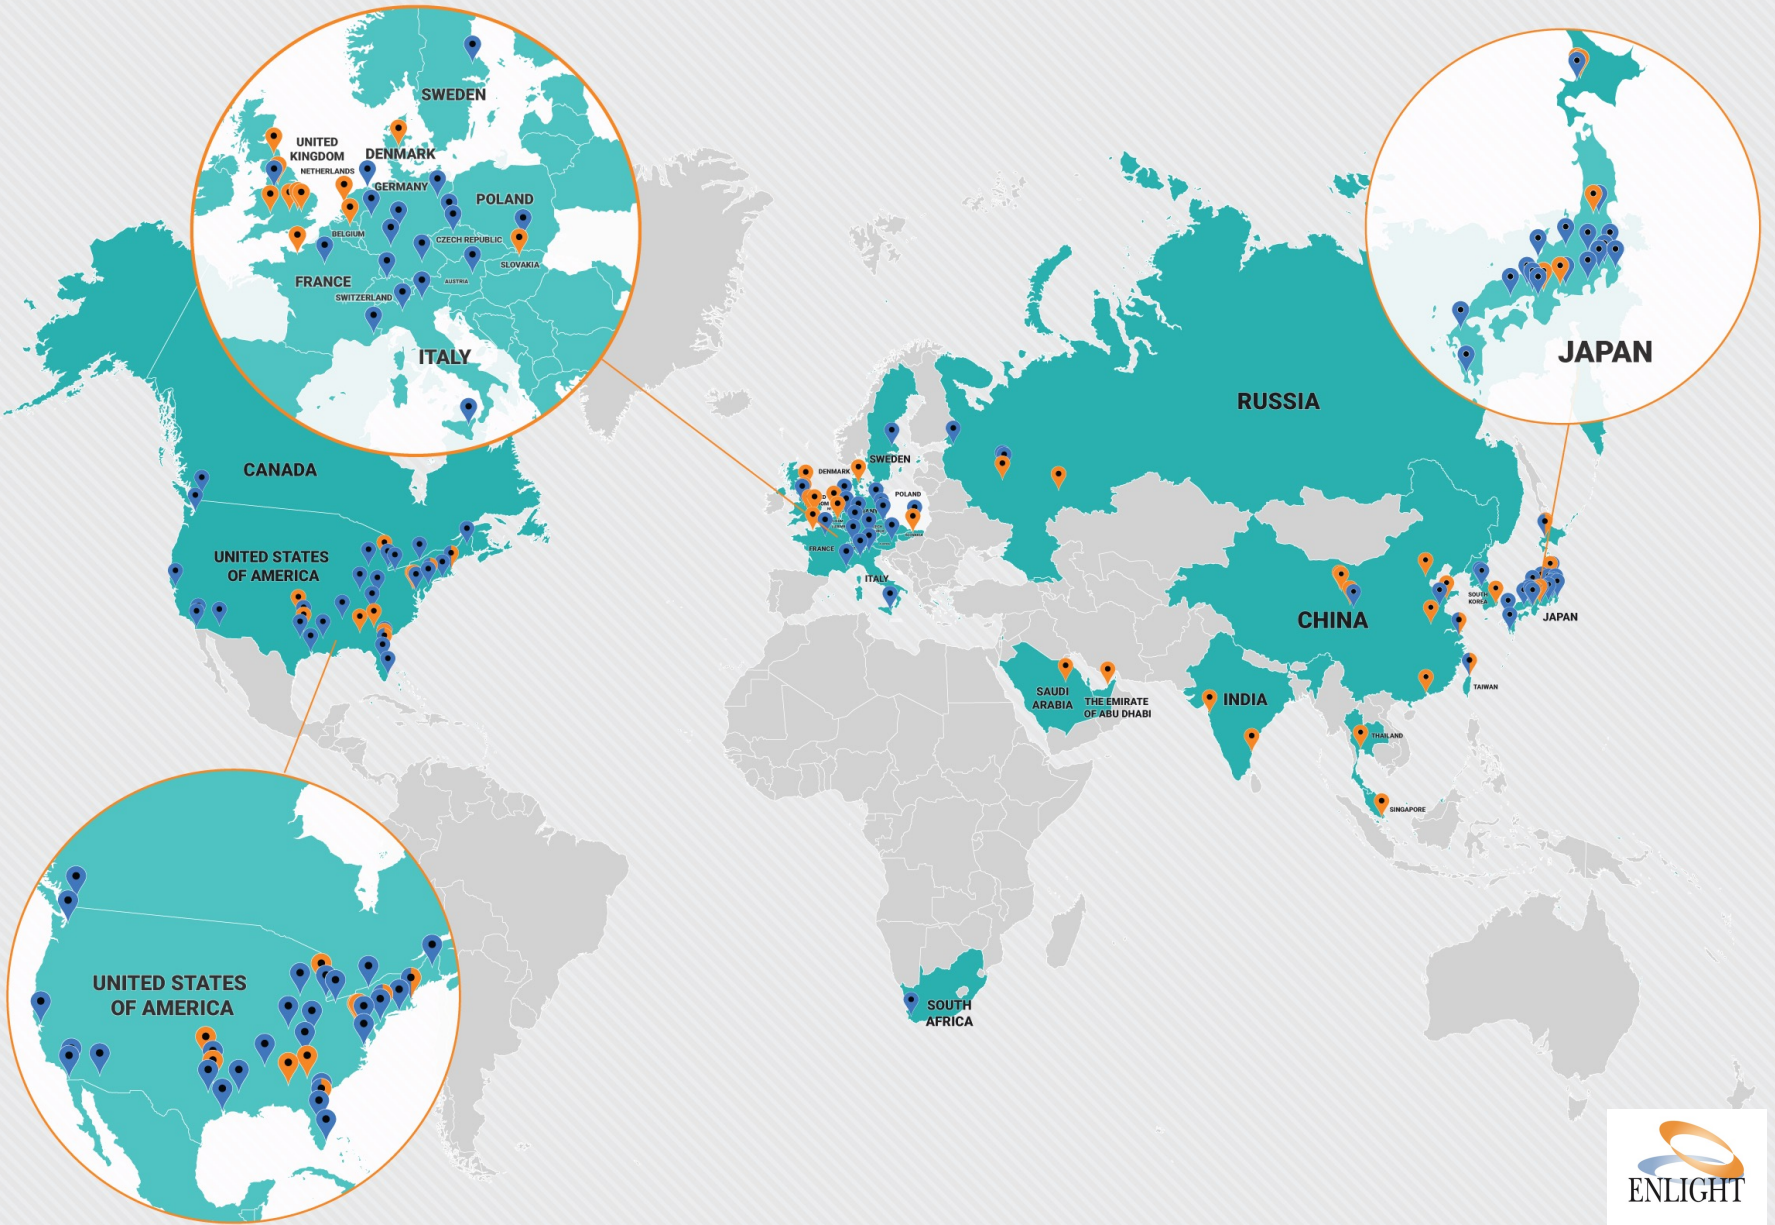 SWEDEN
UNITED
KINGDOM
DENMARK
NETHERLANDS
GERMANY
POLAND
BELGIUM
CZECH REPUBLIC
SLOVAKIA
FRANCE
SWITZERLAND
AUSTRIA
ITALY
JAPAN
RUSSIA
CANADA
UNITED STATES
OF AMERICA
SWEDEN
DENMARK
POLAND
FRANCE
ITALY
CHINA
SOUTH
KOREA
JAPAN
TAIWAN
SAUDI
ARABIA
THE EMIRATE
OF ABU DHABI
INDIA
THAILAND
SINGAPORE
SOUTH
AFRICA
UNITED STATES
OF AMERICA
ENLIGHT